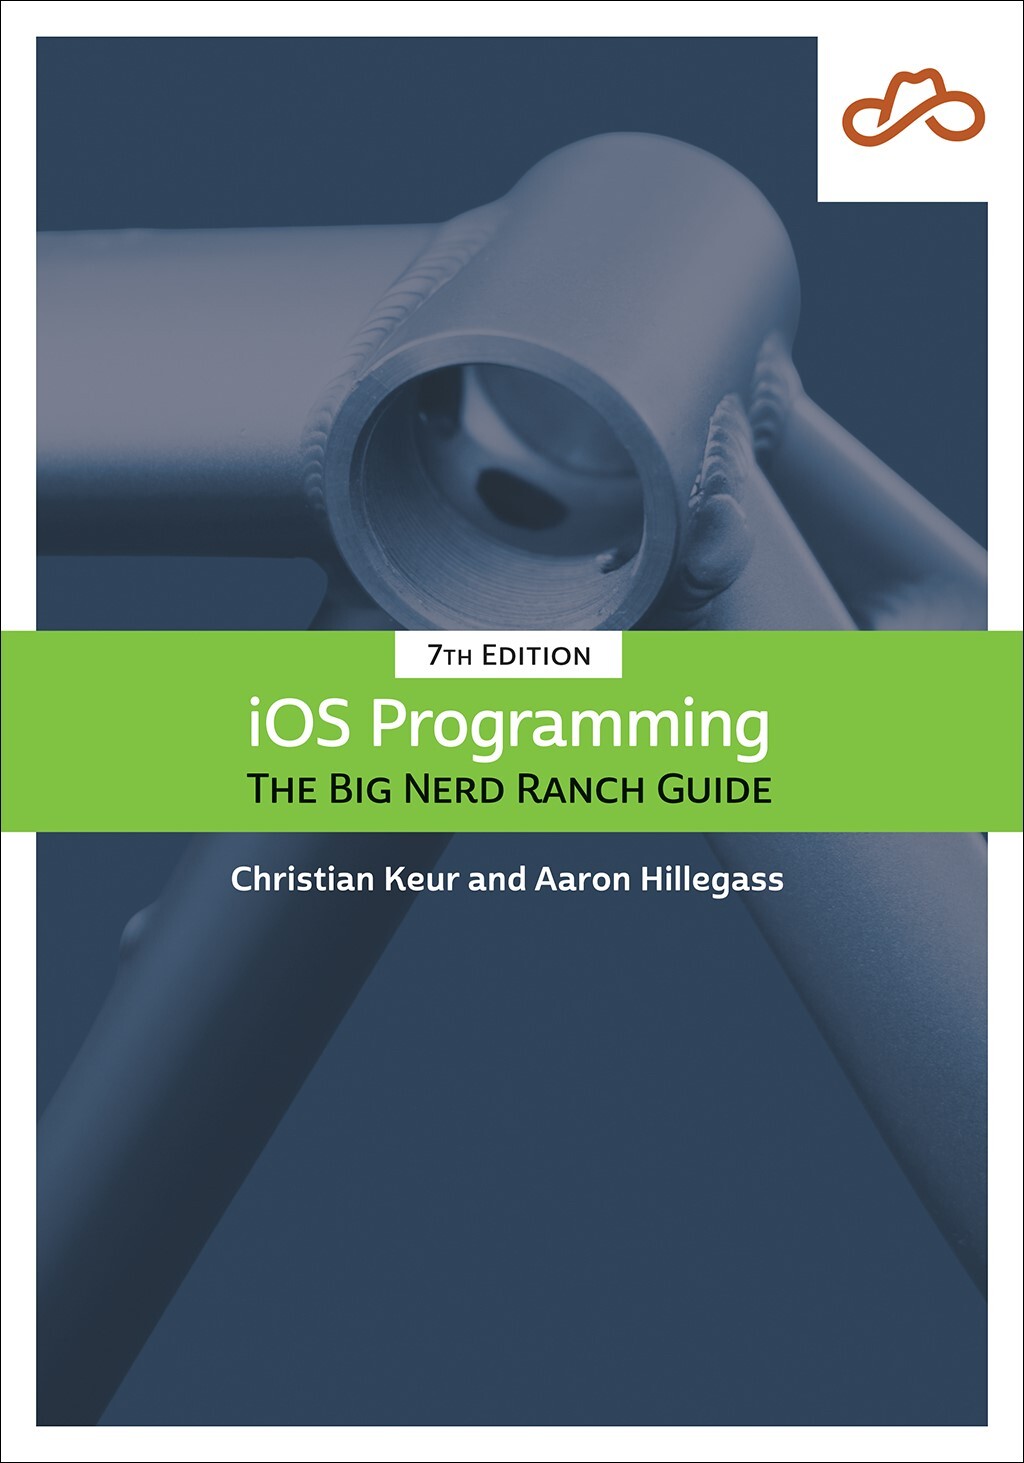 7TH EDITION
iOS Programming
THE BIG NERD RANCH GUIDE
Christian Keur and Aaron Hillegass